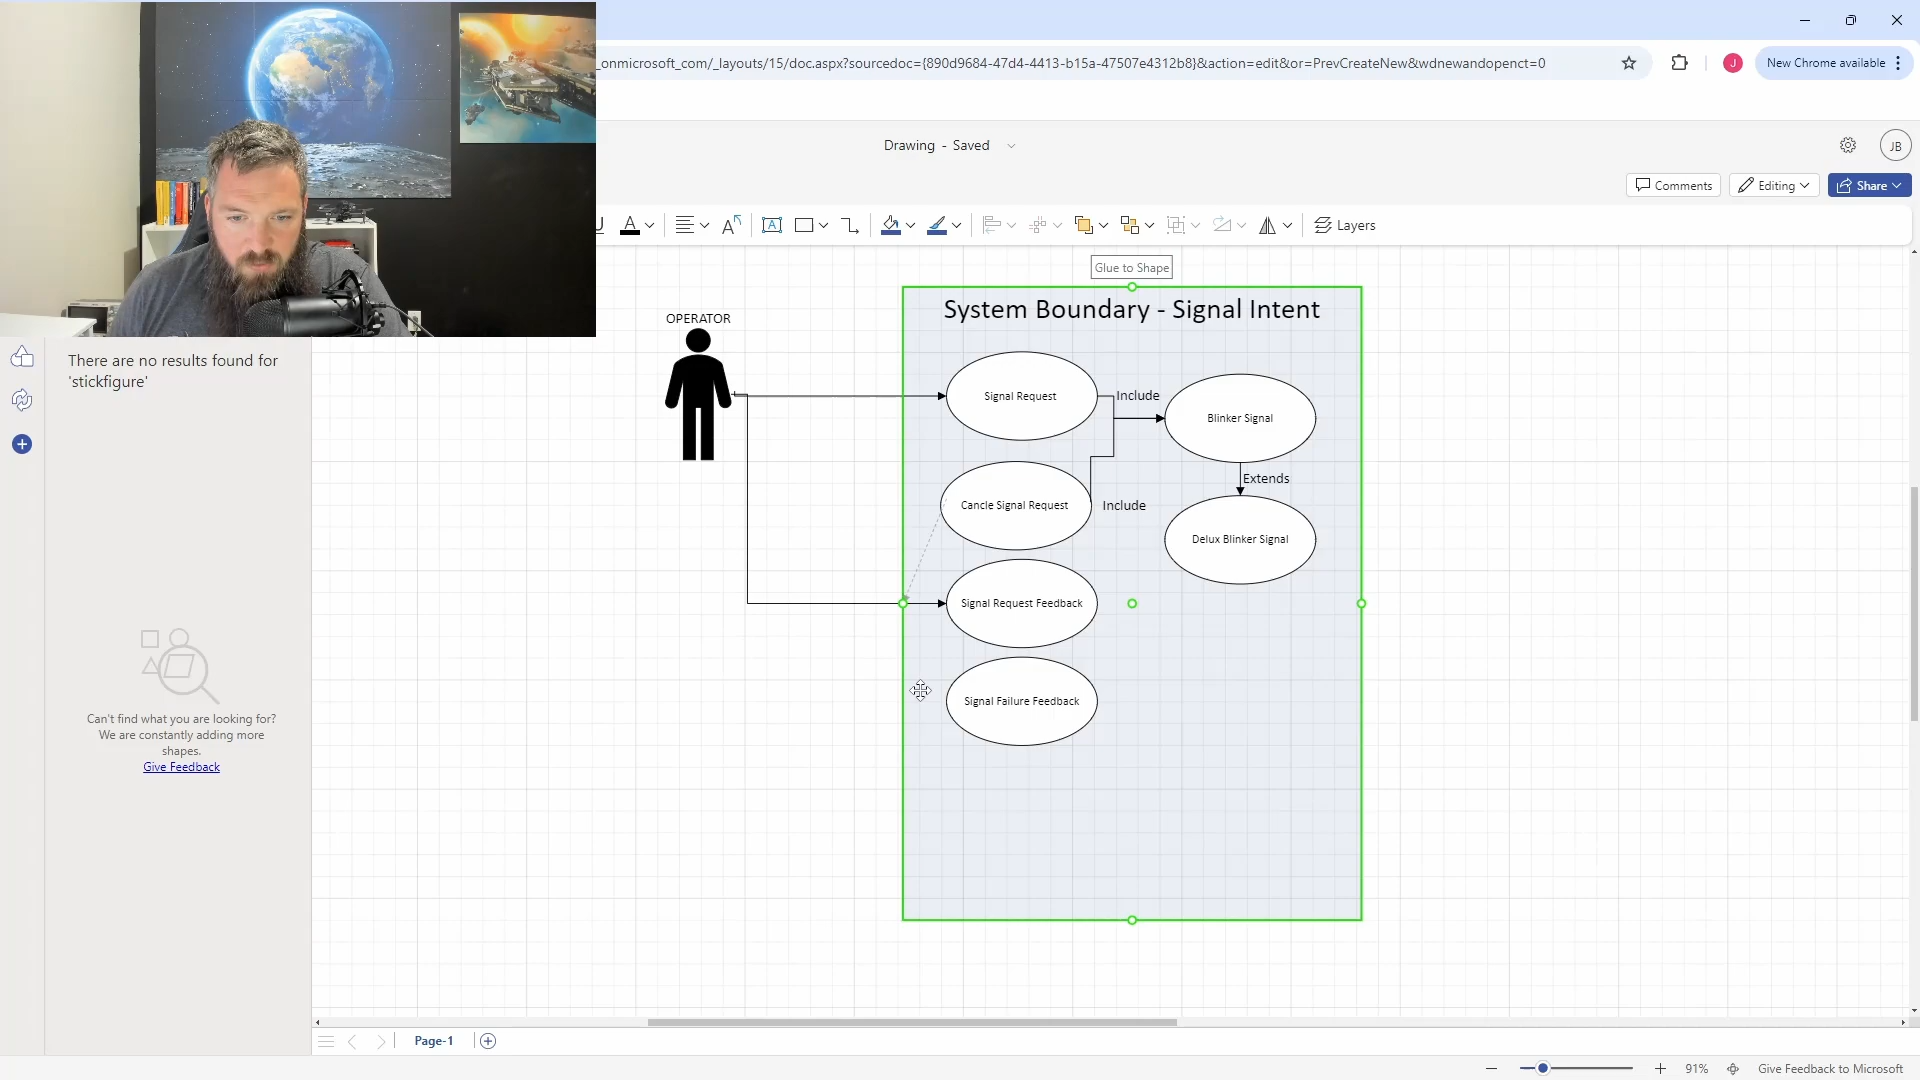 _onmicrosoft_com/_layouts/15/doc.aspx?sourcedoc={890d9684-47d4-4413-b15a-47507e4312b8}&action=edit&or=PrevCreateNew&wdnewandopenct=0
J
New Chrome available
Drawing - Saved
JB
Comments
Editing
Share
U
A
A
A
Layers
There are no results found for
'stickfigure'
Can't find what you are looking for?
We are constantly adding more
shapes.
Give Feedback
Glue to Shape
System Boundary - Signal Intent
OPERATOR
Signal Request
Include
Blinker Signal
Extends
Cancle Signal Request
Include
Delux Blinker Signal
Signal Request Feedback
Signal Failure Feedback
Page-1
91%
Give Feedback to Microsoft